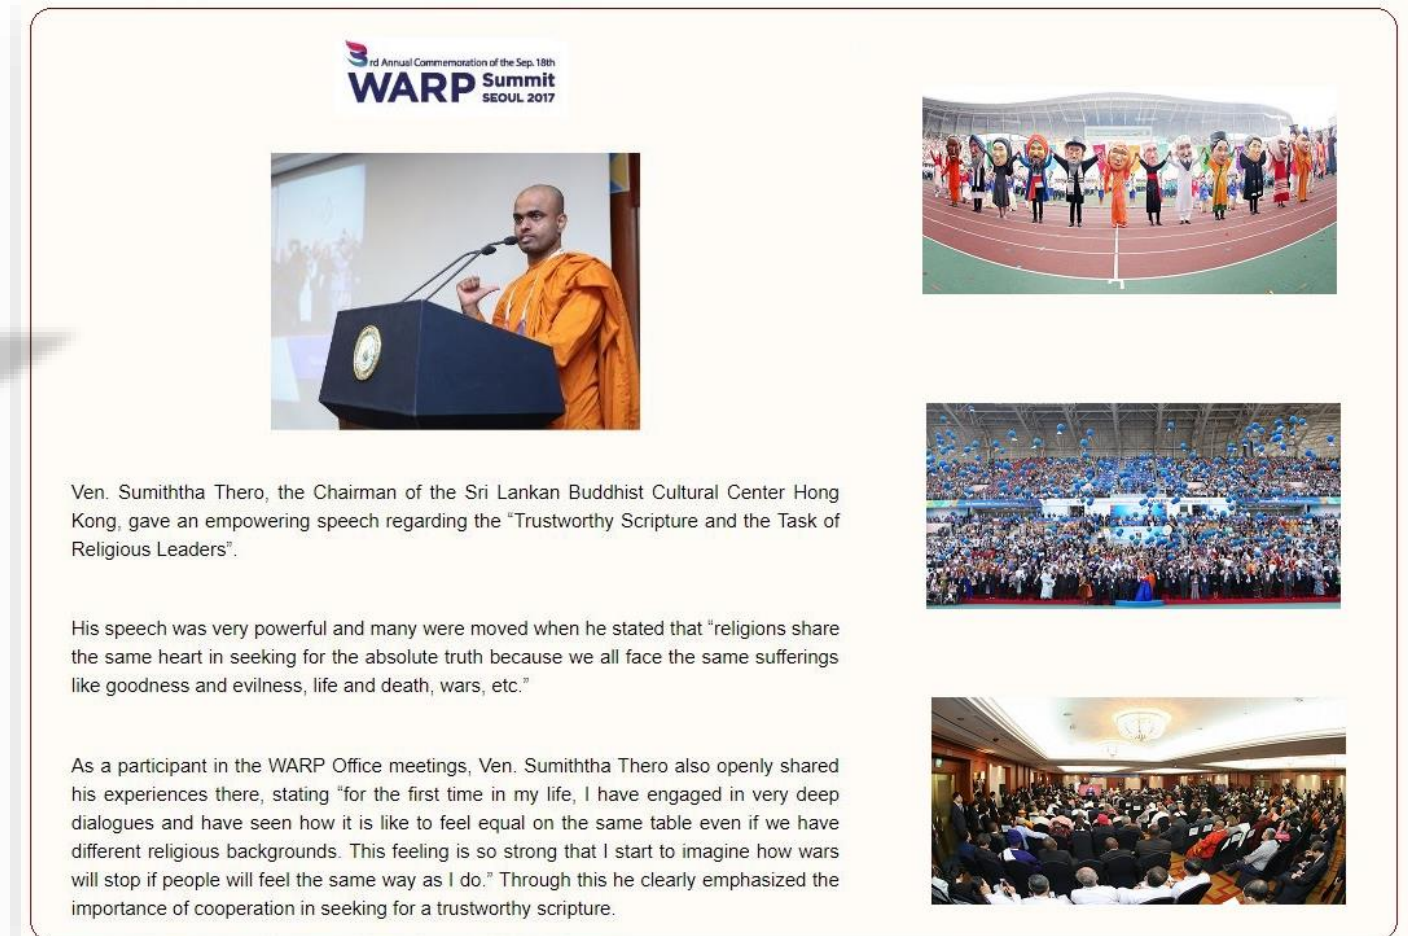 3rd Annual Commemoration of the Sep. 18th
WARP Summit
SEOUL 2017
Ven. Sumiththa Thero, the Chairman of the Sri Lankan Buddhist Cultural Center Hong
Kong, gave an empowering speech regarding the “Trustworthy Scripture and the Task of
Religious Leaders”.
His speech was very powerful and many were moved when he stated that “religions share
the same heart in seeking for the absolute truth because we all face the same sufferings
like goodness and evilness, life and death, wars, etc.”
As a participant in the WARP Office meetings, Ven. Sumiththa Thero also openly shared
his experiences there, stating “for the first time in my life, I have engaged in very deep
dialogues and have seen how it is like to feel equal on the same table even if we have
different religious backgrounds. This feeling is so strong that I start to imagine how wars
will stop if people will feel the same way as I do.” Through this he clearly emphasized the
importance of cooperation in seeking for a trustworthy scripture.